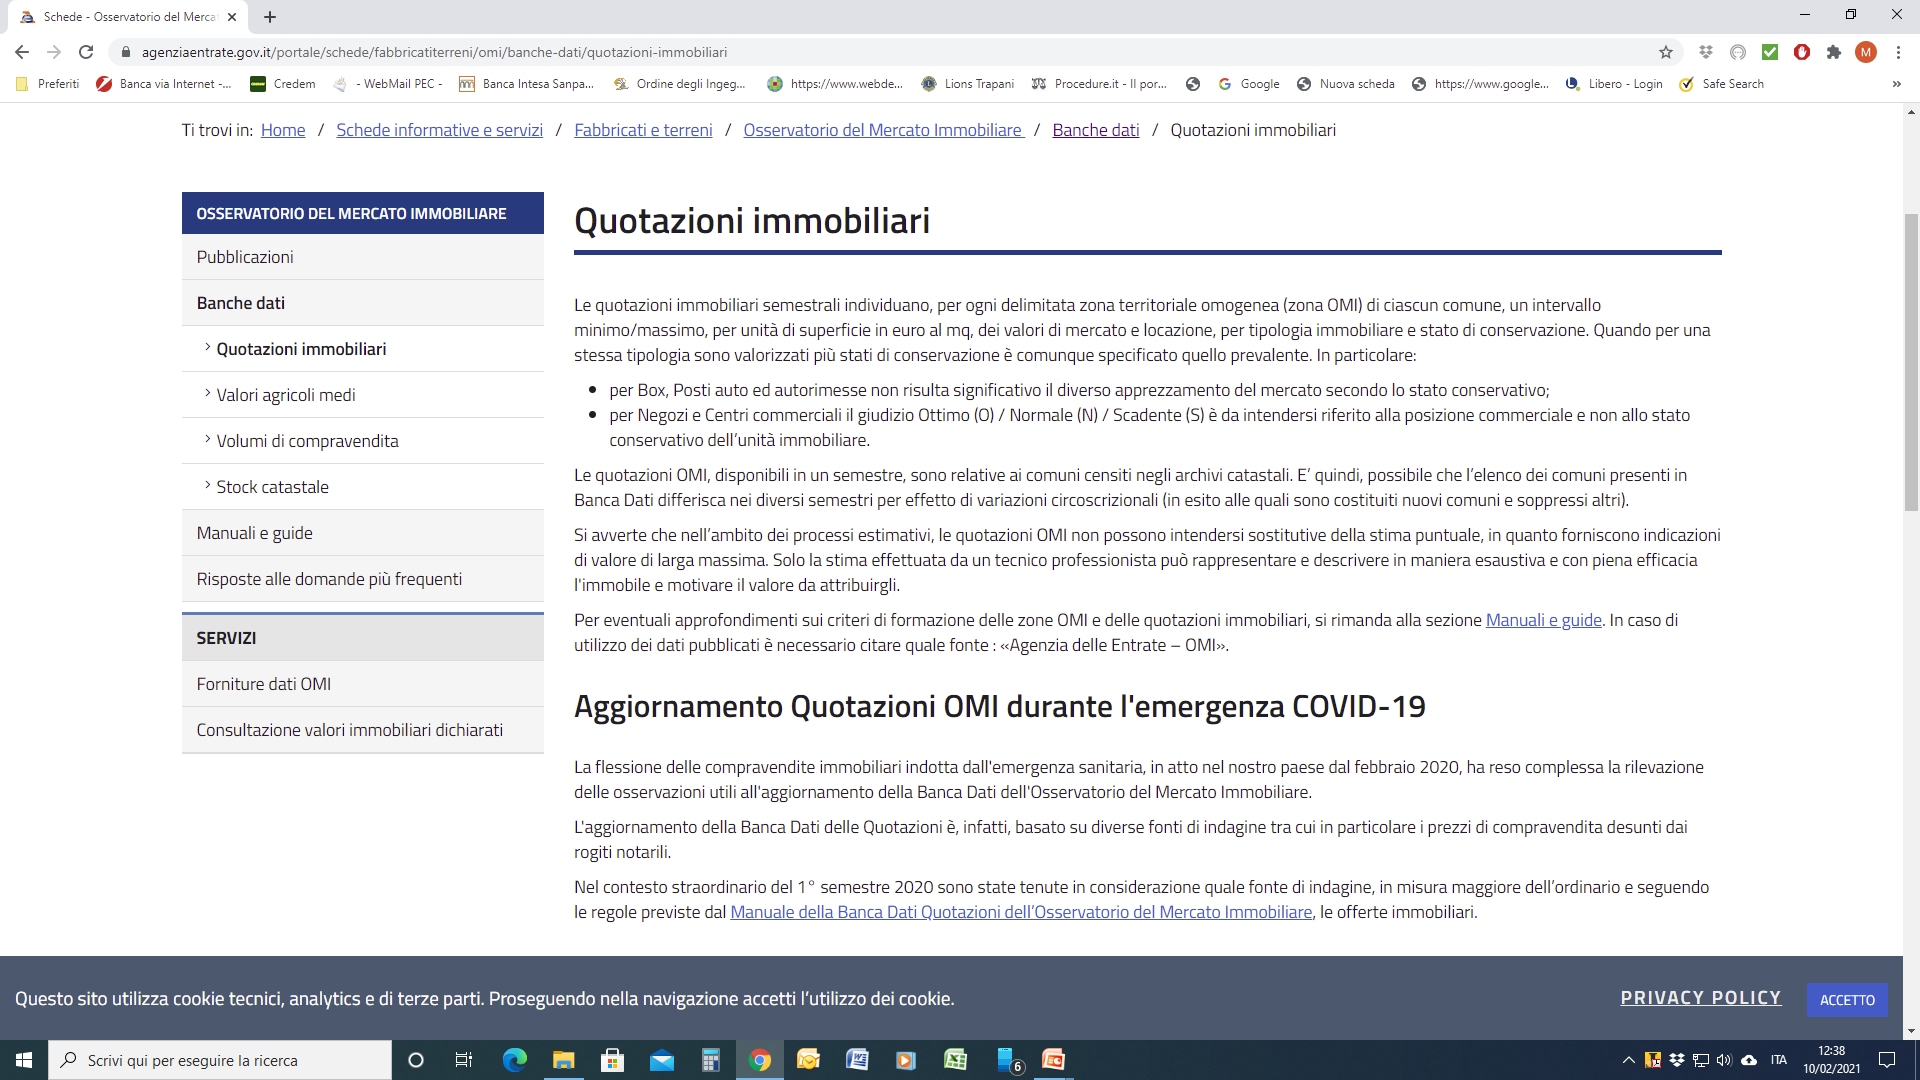 Schede - Osservatorio del Merca
agenziaentrate.gov.it/portale/schede/fabbricatiterreni/omi/banche-dati/quotazioni-immobiliari
M
Preferiti
Banca via Internet -...
Credem
- WebMail PEC -
Banca Intesa Sanpa...
Ordine degli Ingeg...
https://www.webde...
Lions Trapani
Procedure.it - Il por...
Google
Nuova scheda
https://www.google...
Libero - Login
Safe Search
»
Ti trovi in: Home / Schede informative e servizi / Fabbricati e terreni / Osservatorio del Mercato Immobiliare / Banche dati / Quotazioni immobiliari
OSSERVATORIO DEL MERCATO IMMOBILIARE
Pubblicazioni
Banche dati
Quotazioni immobiliari
Valori agricoli medi
Volumi di compravendita
Stock catastale
Manuali e guide
Risposte alle domande più frequenti
SERVIZI
Forniture dati OMI
Consultazione valori immobiliari dichiarati
Quotazioni immobiliari
Le quotazioni immobiliari semestrali individuano, per ogni delimitata zona territoriale omogenea (zona OMI) di ciascun comune, un intervallo
minimo/massimo, per unità di superficie in euro al mq, dei valori di mercato e locazione, per tipologia immobiliare e stato di conservazione. Quando per una
stessa tipologia sono valorizzati più stati di conservazione è comunque specificato quello prevalente. In particolare:
• per Box, Posti auto ed autorimesse non risulta significativo il diverso apprezzamento del mercato secondo lo stato conservativo;
• per Negozi e Centri commerciali il giudizio Ottimo (O) / Normale (N) / Scadente (S) è da intendersi riferito alla posizione commerciale e non allo stato
conservativo dell’unità immobiliare.
Le quotazioni OMI, disponibili in un semestre, sono relative ai comuni censiti negli archivi catastali. E’ quindi, possibile che l’elenco dei comuni presenti in
Banca Dati differisca nei diversi semestri per effetto di variazioni circoscrizionali (in esito alle quali sono costituiti nuovi comuni e soppressi altri).
Si avverte che nell’ambito dei processi estimativi, le quotazioni OMI non possono intendersi sostitutive della stima puntuale, in quanto forniscono indicazioni
di valore di larga massima. Solo la stima effettuata da un tecnico professionista può rappresentare e descrivere in maniera esaustiva e con piena efficacia
l'immobile e motivare il valore da attribuirgli.
Per eventuali approfondimenti sui criteri di formazione delle zone OMI e delle quotazioni immobiliari, si rimanda alla sezione Manuali e guide. In caso di
utilizzo dei dati pubblicati è necessario citare quale fonte : «Agenzia delle Entrate – OMI».
Aggiornamento Quotazioni OMI durante l'emergenza COVID-19
La flessione delle compravendite immobiliari indotta dall'emergenza sanitaria, in atto nel nostro paese dal febbraio 2020, ha reso complessa la rilevazione
delle osservazioni utili all'aggiornamento della Banca Dati dell'Osservatorio del Mercato Immobiliare.
L'aggiornamento della Banca Dati delle Quotazioni è, infatti, basato su diverse fonti di indagine tra cui in particolare i prezzi di compravendita desunti dai
rogiti notarili.
Nel contesto straordinario del 1° semestre 2020 sono state tenute in considerazione quale fonte di indagine, in misura maggiore dell’ordinario e seguendo
le regole previste dal Manuale della Banca Dati Quotazioni dell’Osservatorio del Mercato Immobiliare, le offerte immobiliari.
Questo sito utilizza cookie tecnici, analytics e di terze parti. Proseguendo nella navigazione accetti l’utilizzo dei cookie.
PRIVACY POLICY
ACCETTO
Scrivi qui per eseguire la ricerca
6
ITA
12:38
10/02/2021